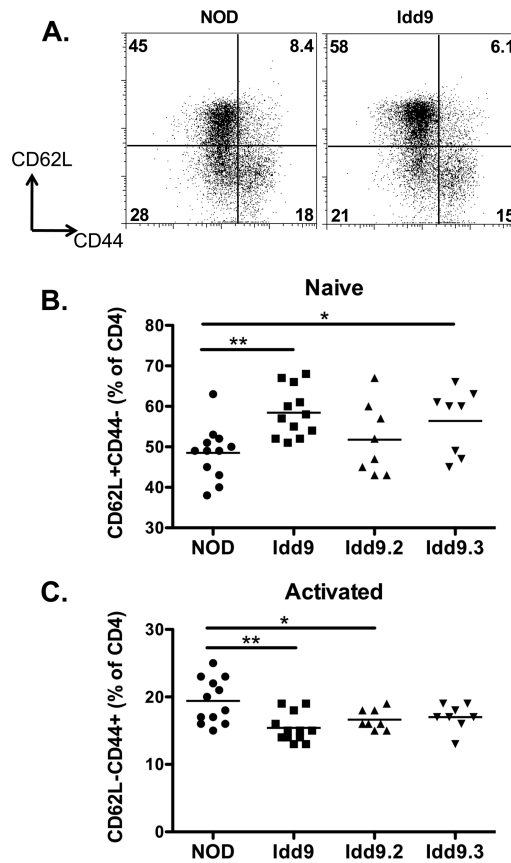 A.
NOD
Idd9
45
8.4
58
6.1
CD62L
CD44
28
18
21
15
B.
Naive
*
**
CD62L+CD44- (% of CD4)
80
70
60
50
40
30
NOD
Idd9
Idd9.2
Idd9.3
C.
Activated
*
**
CD62L-CD44+ (% of CD4)
30
20
10
0
NOD
Idd9
Idd9.2
Idd9.3